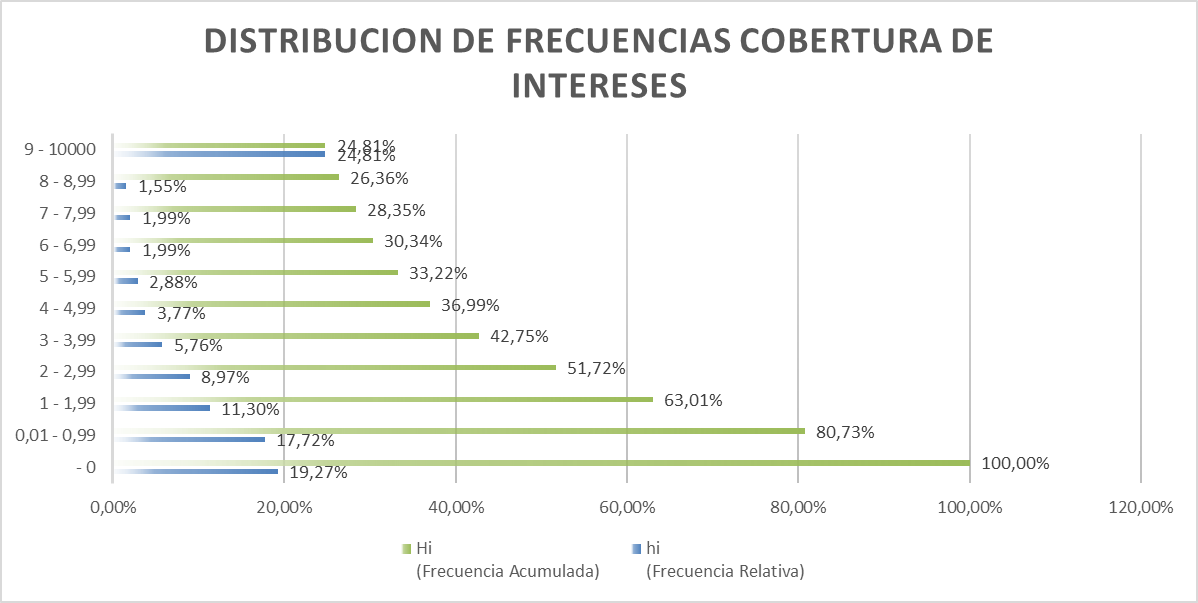 DISTRIBUCION DE FRECUENCIAS COBERTURA DE
INTERESES
9 - 10000
24,81%
24,81%
8 - 8,99
26,36%
1,55%
7 - 7,99
28,35%
1,99%
6 - 6,99
30,34%
1,99%
5 - 5,99
33,22%
2,88%
4 - 4,99
36,99%
3,77%
3 - 3,99
42,75%
5,76%
2 - 2,99
51,72%
8,97%
1 - 1,99
63,01%
11,30%
0,01 - 0,99
80,73%
17,72%
- 0
100,00%
19,27%
0,00%
20,00%
40,00%
60,00%
80,00%
100,00%
120,00%
Hi
(Frecuencia Acumulada)
hi
(Frecuencia Relativa)